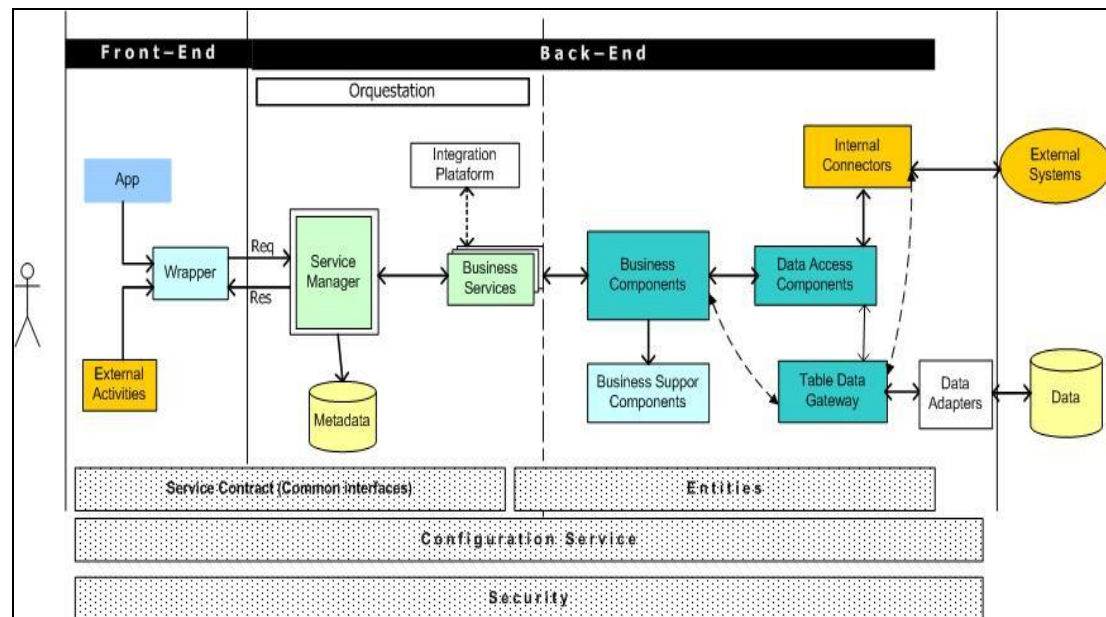 Front-End
Back-End
Orquestation
Integration
Plataform
Internal
Connectors
External
Systems
App
Req
Wrapper
Service
Manager
Business
Services
Business
Components
Data Access
Components
Res
External
Activities
Metadata
Business Suppor
Components
Table Data
Gateway
Data
Adapters
Data
Service Contract (Common interfaces)
Entities
Configuration Service
Security